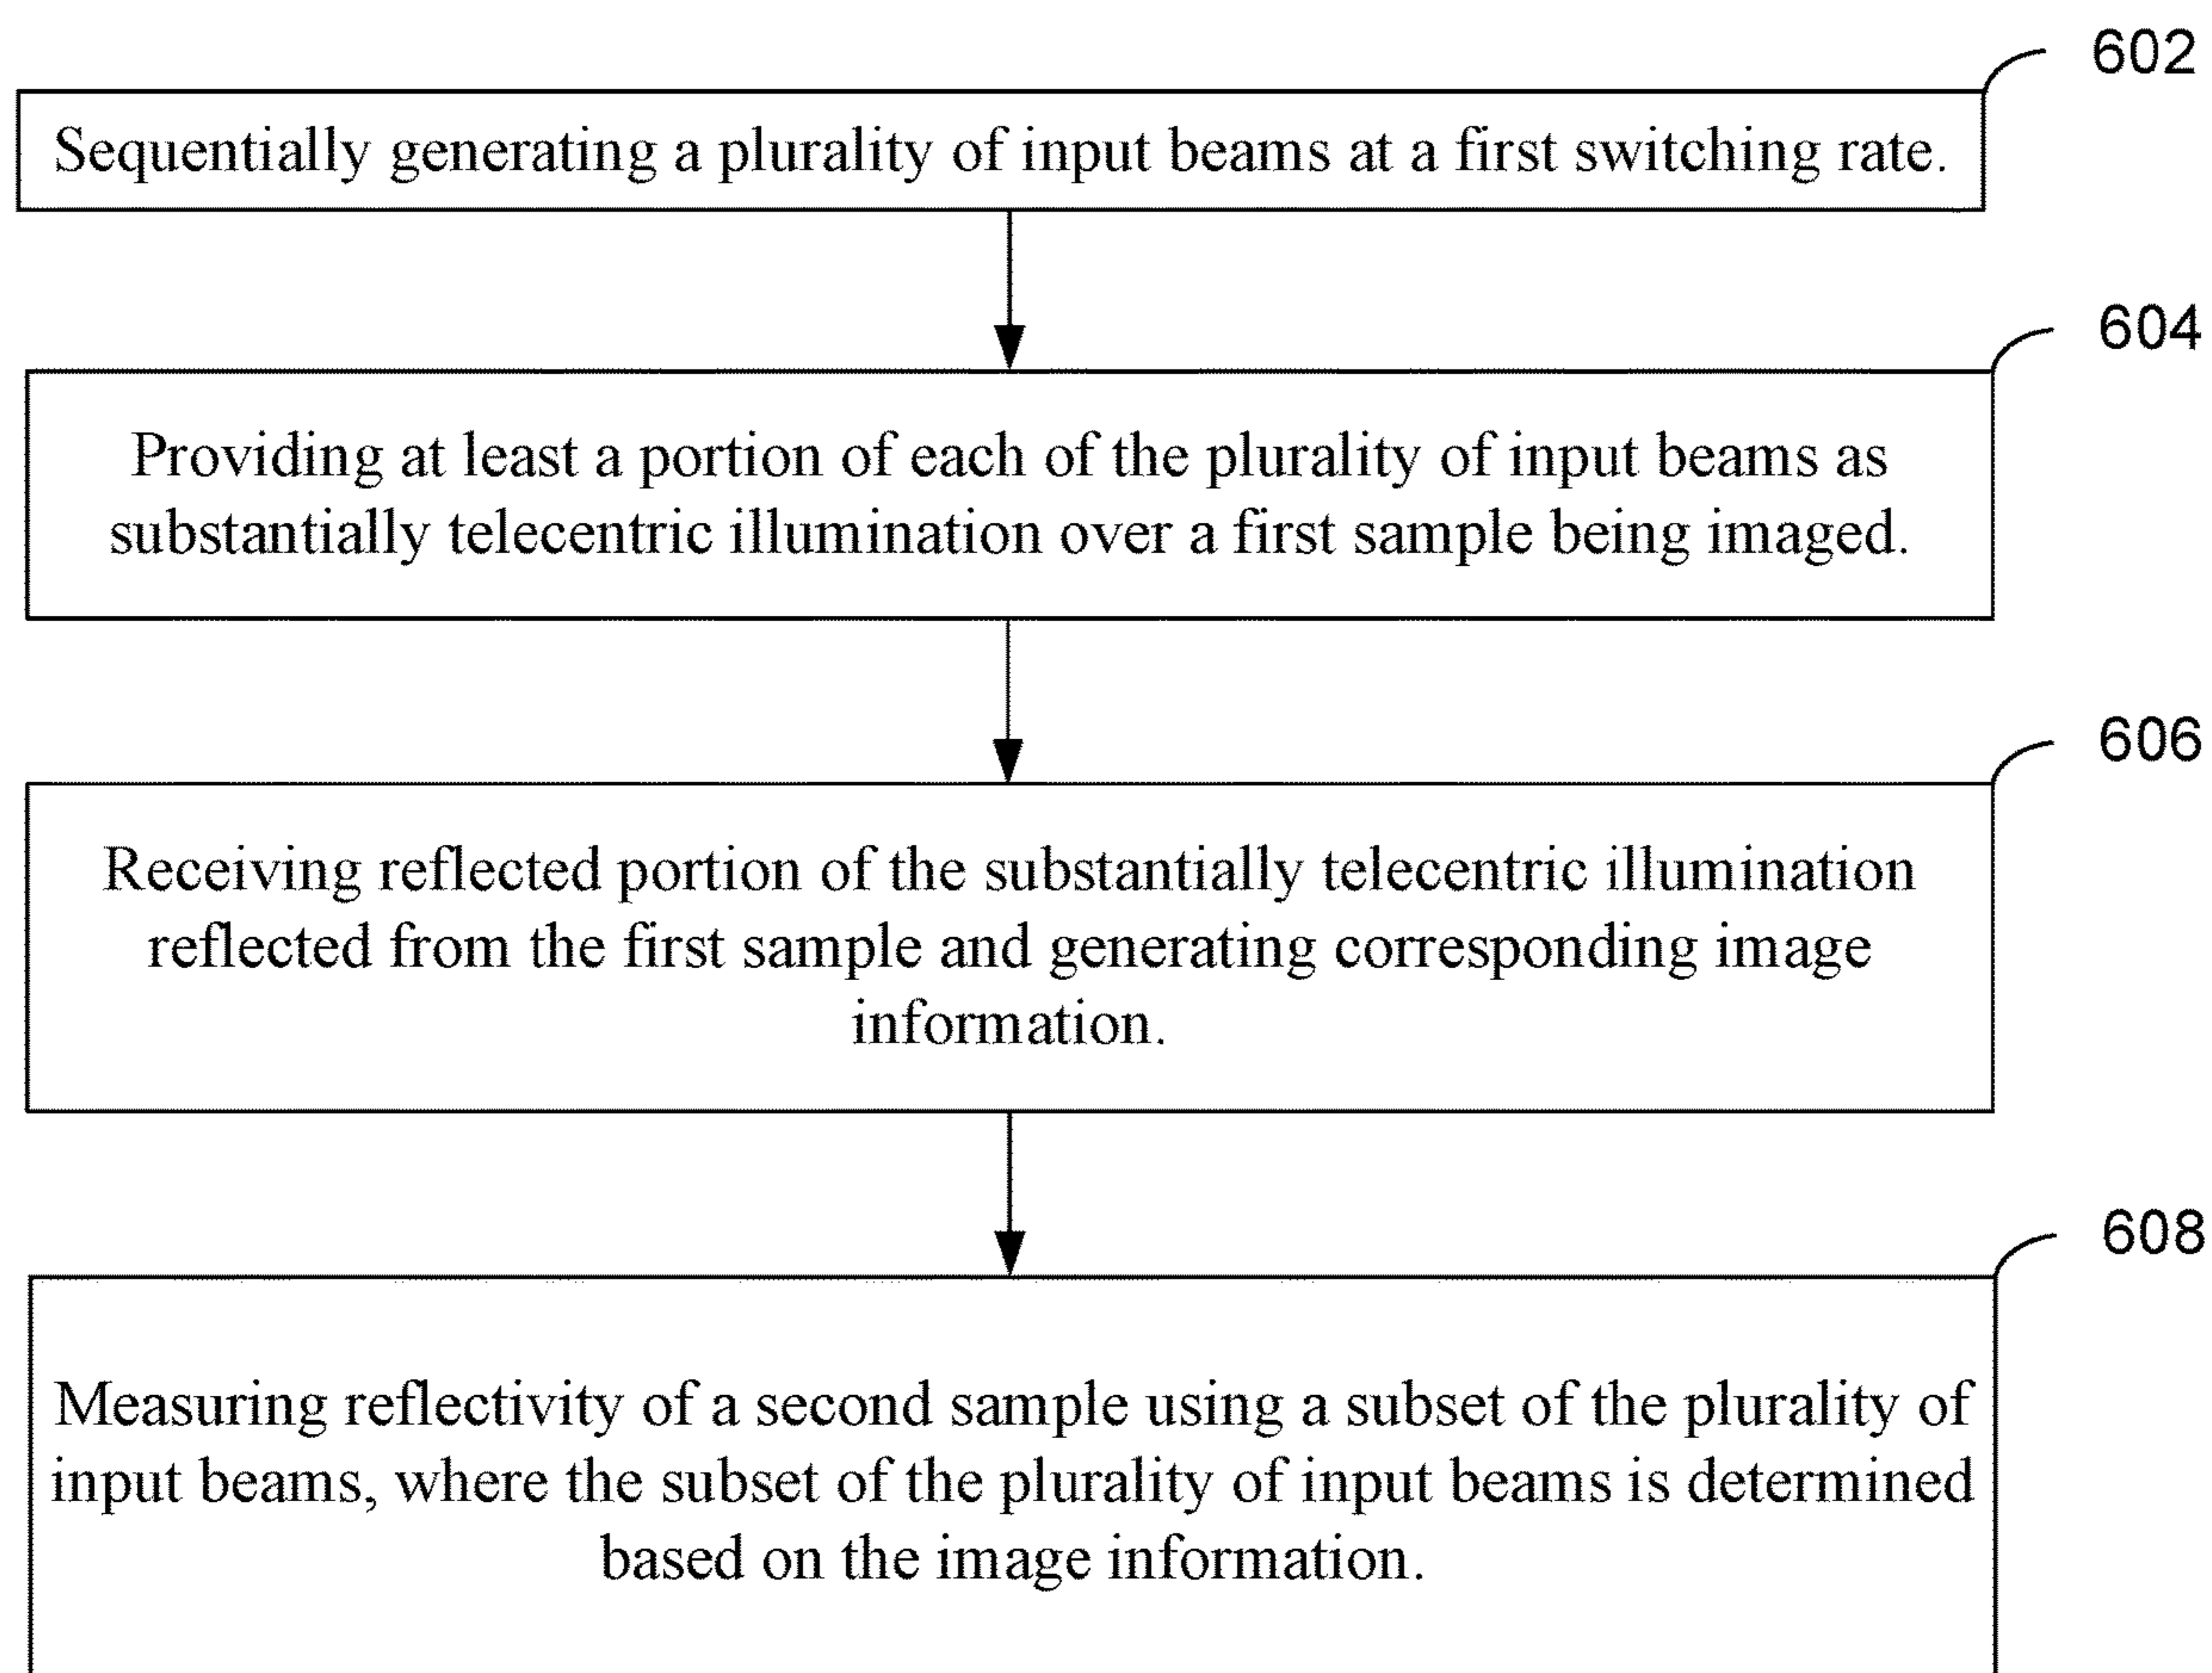 602
Sequentially generating a plurality of input beams at a first switching rate.
604
Providing at least a portion of each of the plurality of input beams as
substantially telecentric illumination over a first sample being imaged.
606
Receiving reflected portion of the substantially telecentric illumination
reflected from the first sample and generating corresponding image
information.
608
Measuring reflectivity of a second sample using a subset of the plurality of
input beams, where the subset of the plurality of input beams is determined
based on the image information.